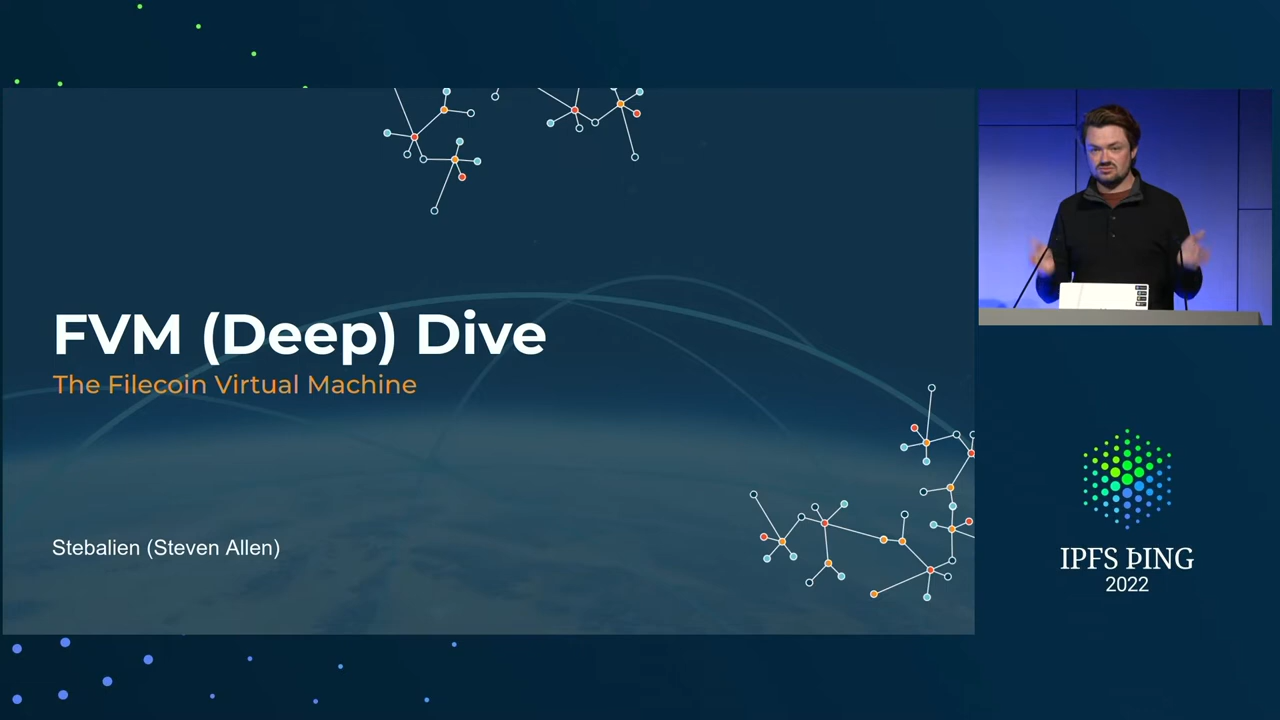 FVM (Deep) Dive
The Filecoin Virtual Machine
Stebalien (Steven Allen)
IPFS ÞING
2022